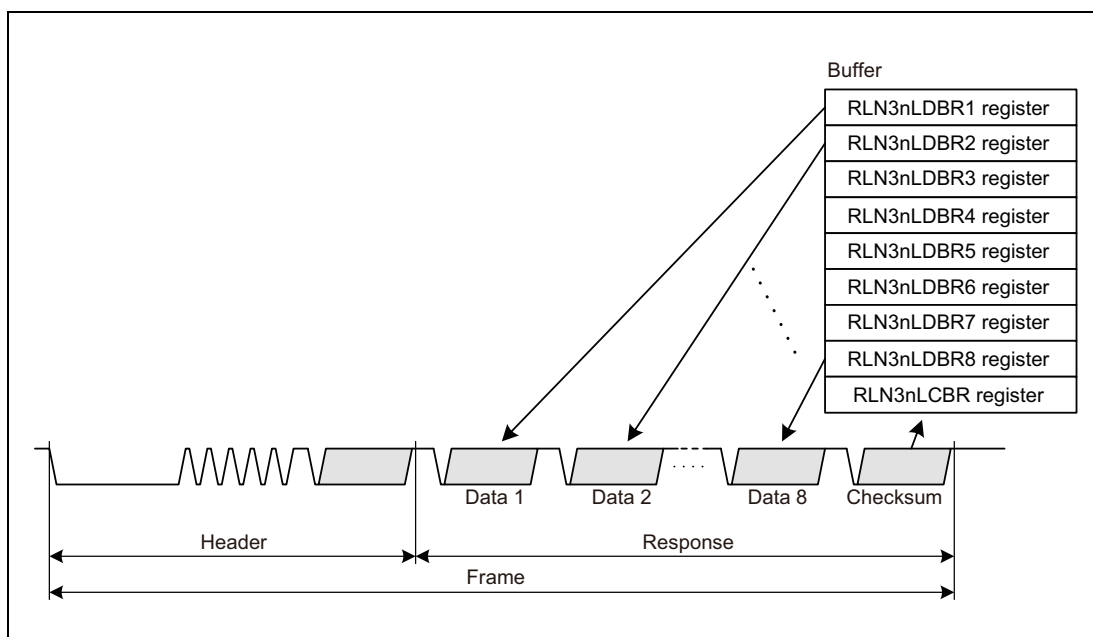 Buffer
RLN3nLDBR1 register
RLN3nLDBR2 register
RLN3nLDBR3 register
RLN3nLDBR4 register
RLN3nLDBR5 register
RLN3nLDBR6 register
RLN3nLDBR7 register
RLN3nLDBR8 register
RLN3nLCBR register
Data 1 Data 2 Data 8 Checksum
Header Response
Frame